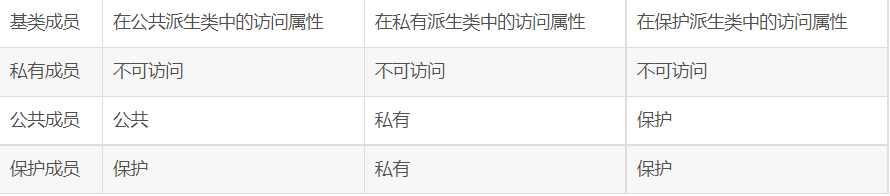 基类成员 在公共派生类中的访问属性 在私有派生类中的访问属性 在保护派生类中的访问属性
私有成员 不可访问 不可访问 不可访问
公共成员 公共 私有 保护
保护成员 保护 私有 保护